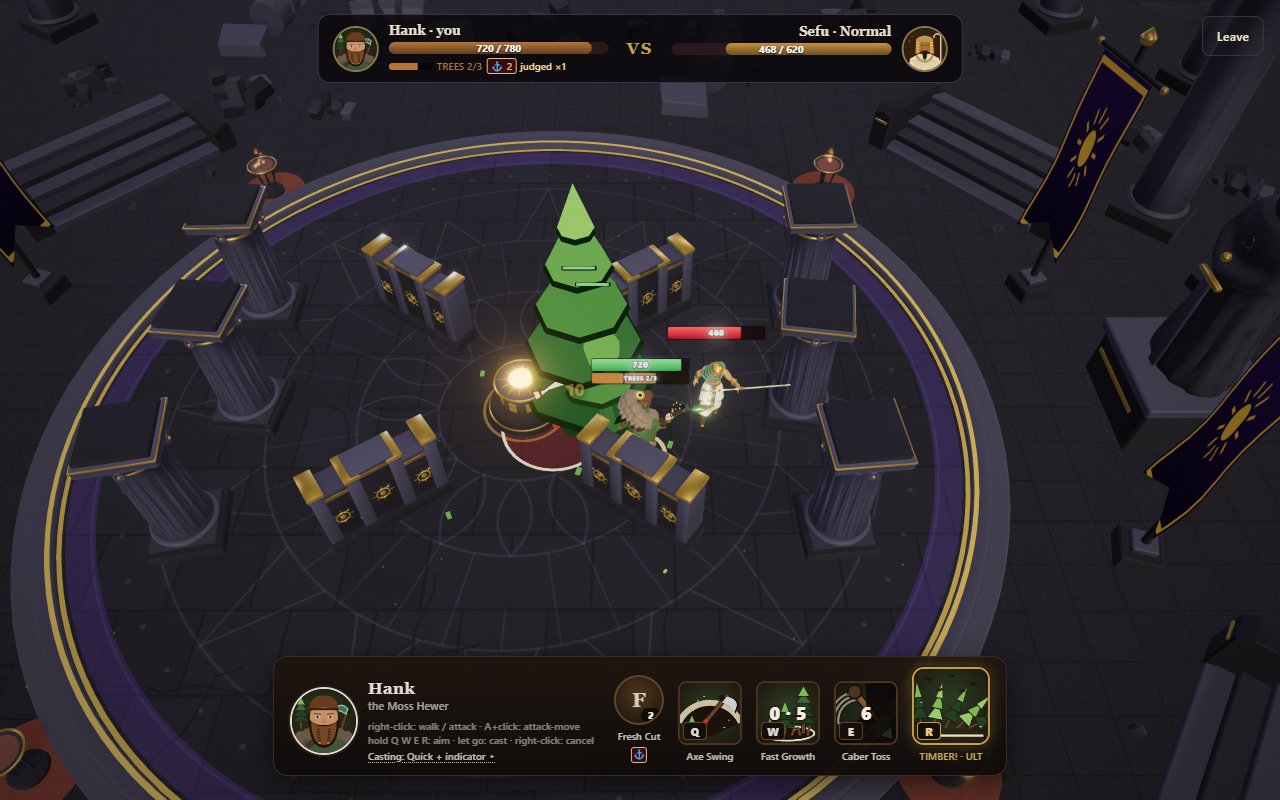 Hank · you
720 / 780
TREES 2/3 2 judged ×1
VS
Sefu · Normal
468 / 620
Leave
468
720
TREES 2/3
10
Hank
the Moss Hewer
right-click: walk / attack · A+click: attack-move
hold Q W E R: aim · let go: cast · right-click: cancel
Casting: Quick + indicator ▸
F
2
Fresh Cut
Q
Axe Swing
0·5
W
Fast Growth
6
E
Caber Toss
R
TIMBER! · ULT